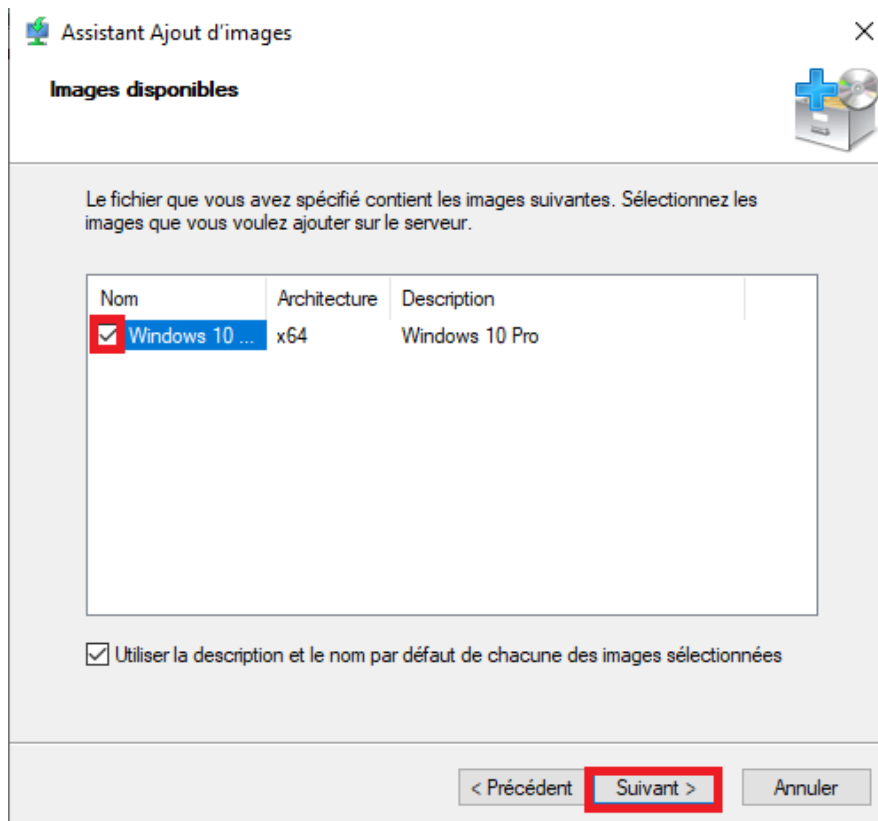 Assistant Ajout d'images
Images disponibles
Le fichier que vous avez spécifié contient les images suivantes. Sélectionnez les
images que vous voulez ajouter sur le serveur.
Nom Architecture Description
Windows 10 ... x64 Windows 10 Pro
Utiliser la description et le nom par défaut de chacune des images sélectionnées
< Précédent Suivant > Annuler